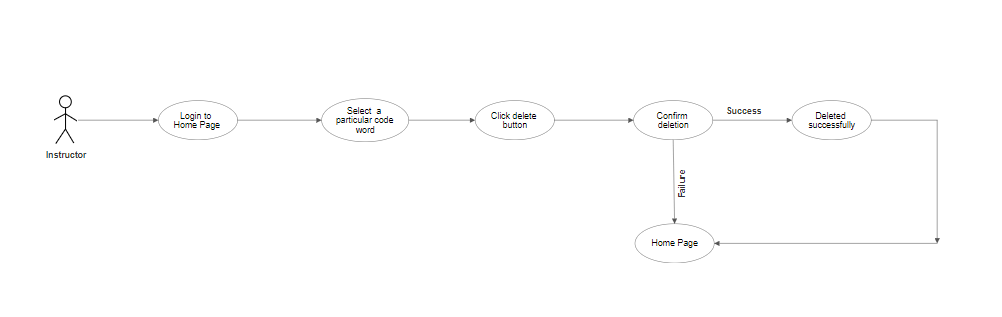 Instructor
Login to
Home Page
Select a
particular code
word
Click delete
button
Confirm
deletion
Success
Deleted
successfully
Failure
Home Page